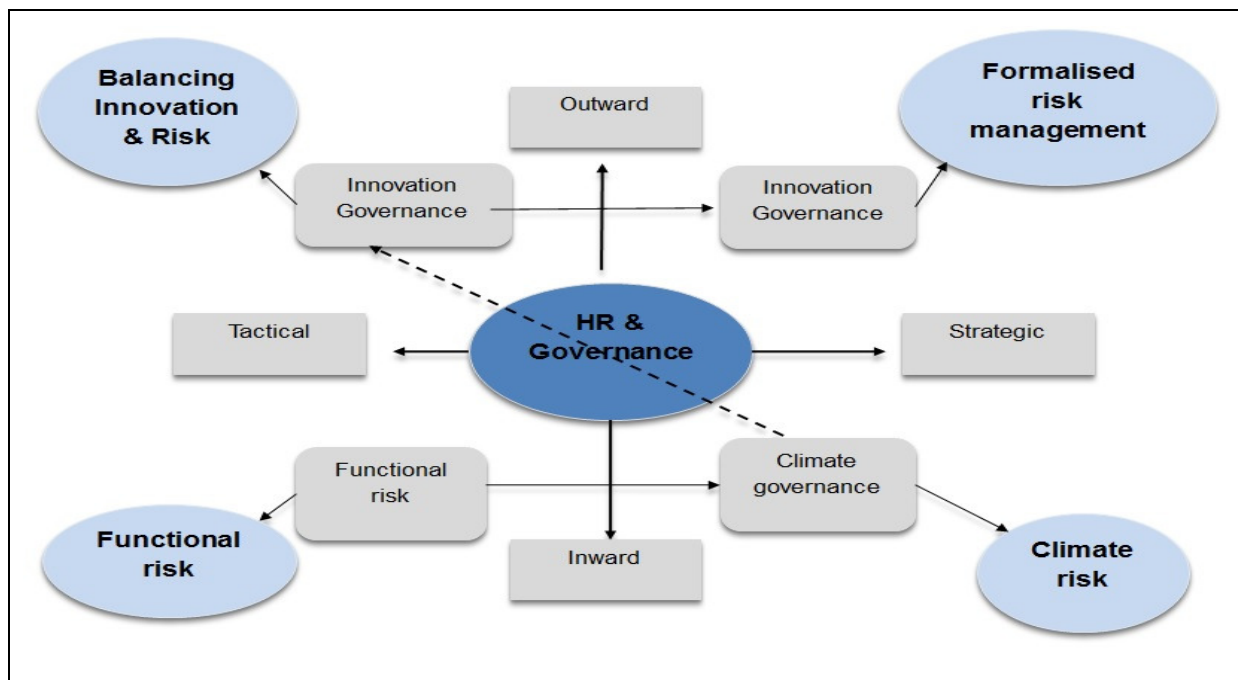 Balancing
Innovation
& Risk
Outward
Formalised
risk
management
Innovation
Governance
Innovation
Governance
Tactical
HR &
Governance
Strategic
Functional
risk
Climate
governance
Functional
risk
Inward
Climate
risk